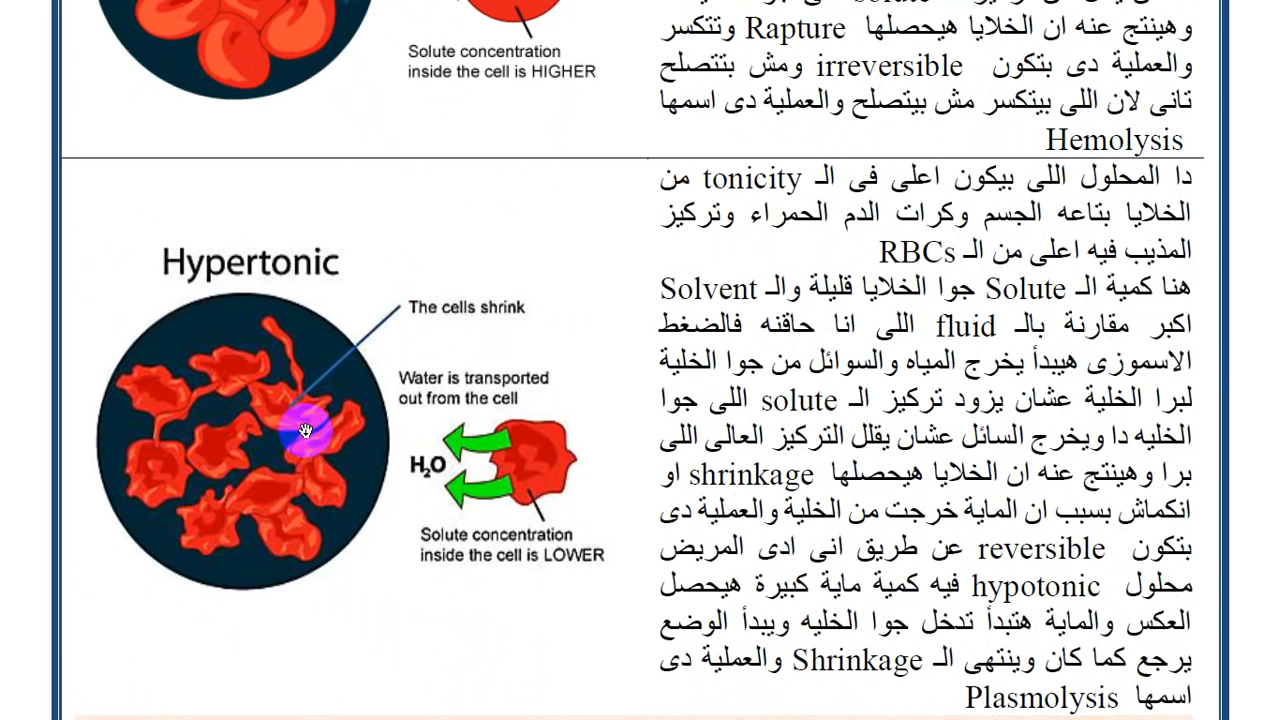 Solute concentration
inside the cell is HIGHER
وهينتج عنه ان الخلايا هيحصلها Rapture وتتكسر
والعملية دى بتكون irreversible ومش بتتصلح
تانى لان اللى بيتكسر مش بيتصلح والعملية دى اسمها
Hemolysis
Hypertonic
The cells shrink
Water is transported
out from the cell
H₂O
Solute concentration
inside the cell is LOWER
دا المحلول اللى بيكون اعلى فى الـ tonicity من
الخلايا بتاعه الجسم وكرات الدم الحمراء وتركيز
المذيب فيه اعلى من الـ RBCs
هنا كمية الـ Solute جوا الخلايا قليلة والـ Solvent
اكبر مقارنة بالـ fluid اللى انا حاقنه فالضغط
الاسموزى هيبدأ يخرج المياه والسوائل من جوا الخلية
لبرا الخلية عشان يزود تركيز الـ solute اللى جوا
الخليه دا ويخرج السائل عشان يقلل التركيز العالى اللى
برا وهينتج عنه ان الخلايا هيحصلها shrinkage او
انكماش بسبب ان الماية خرجت من الخلية والعملية دى
بتكون reversible عن طريق انى ادى المريض
محلول hypotonic فيه كمية ماية كبيرة هيحصل
العكس والماية هتبدأ تدخل جوا الخليه ويبدأ الوضع
يرجع كما كان وينتهى الـ Shrinkage والعملية دى
اسمها Plasmolysis